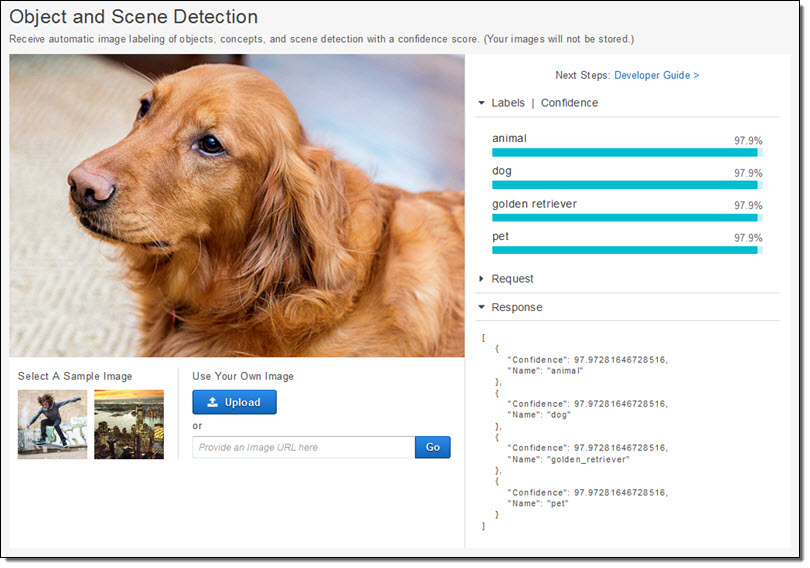 Object and Scene Detection
Receive automatic image labeling of objects, concepts, and scene detection with a confidence score. (Your images will not be stored.)
Next Steps: Developer Guide >
Labels | Confidence
animal 97.9%
dog 97.9%
golden retriever 97.9%
pet 97.9%
Request
Response
[
{
"Confidence": 97.97281646728516,
"Name": "animal"
},
{
"Confidence": 97.97281646728516,
"Name": "dog"
},
{
"Confidence": 97.97281646728516,
"Name": "golden_retriever"
},
{
"Confidence": 97.97281646728516,
"Name": "pet"
}
]
Select A Sample Image
Use Your Own Image
Upload
or
Provide an Image URL here
Go